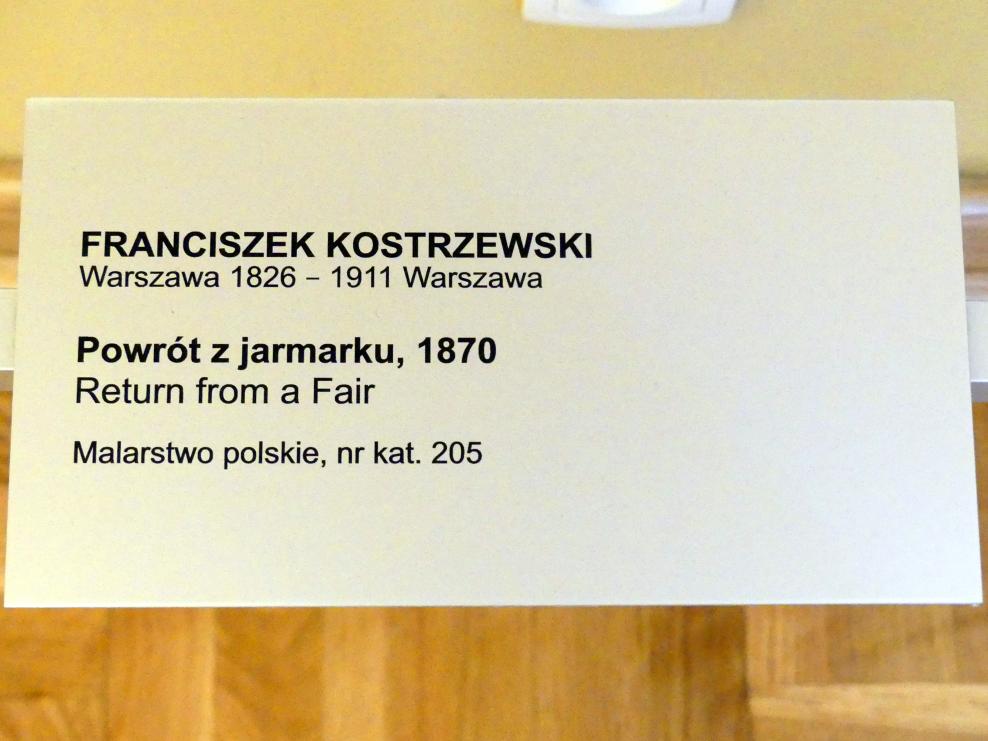 FRANCISZEK KOSTRZEWSKI
Warszawa 1826 – 1911 Warszawa
Powrót z jarmarku, 1870
Return from a Fair
Malarstwo polskie, nr kat. 205